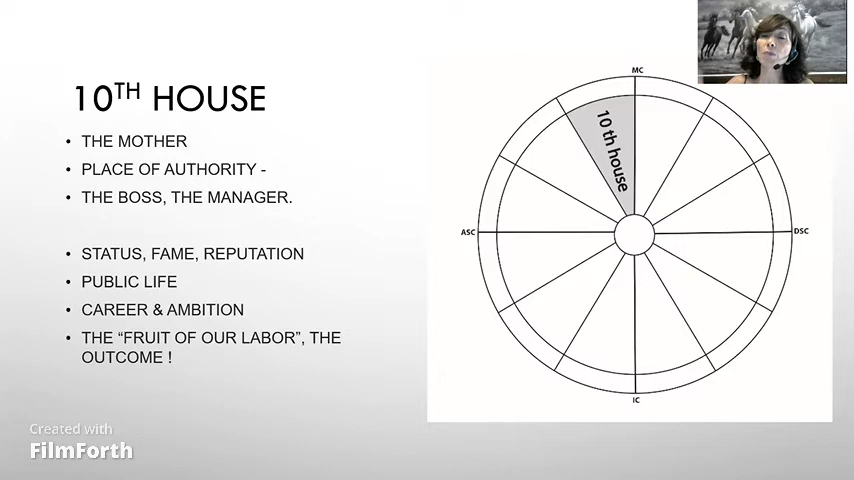 10TH HOUSE
• THE MOTHER
• PLACE OF AUTHORITY -
• THE BOSS, THE MANAGER.
• STATUS, FAME, REPUTATION
• PUBLIC LIFE
• CAREER & AMBITION
• THE “FRUIT OF OUR LABOR”, THE
OUTCOME !
MC
10 th house
ASC
DSC
IC
Created with
FilmForth